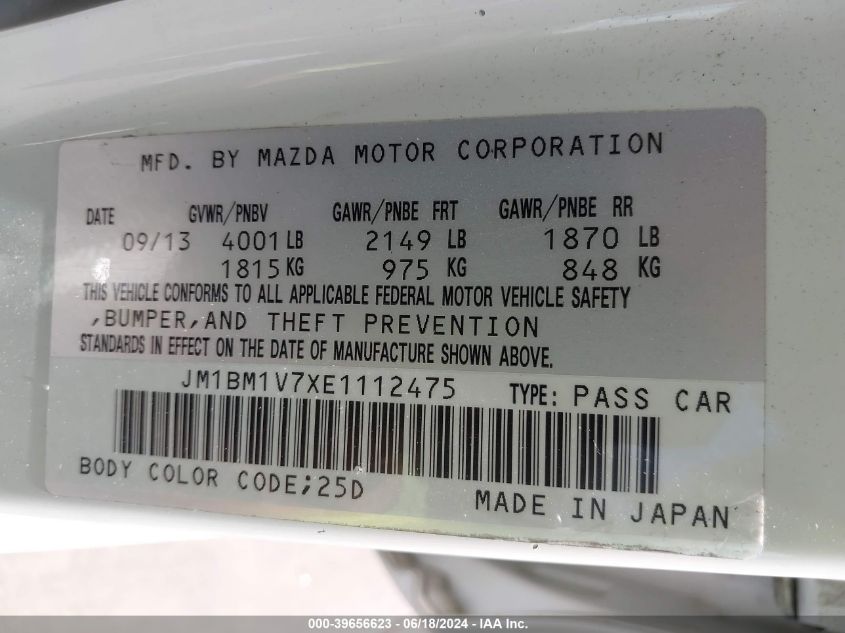 MFD. BY MAZDA MOTOR CORPORATION
DATE GVWR/PNBV GAWR/PNBE FRT GAWR/PNBE RR
09/13 4001 LB 2149 LB 1870 LB
1815 KG 975 KG 848 KG
THIS VEHICLE CONFORMS TO ALL APPLICABLE FEDERAL MOTOR VEHICLE SAFETY
,BUMPER,AND THEFT PREVENTION
STANDARDS IN EFFECT ON THE DATE OF MANUFACTURE SHOWN ABOVE.
JM1BM1V7XE1112475 TYPE: PASS CAR
BODY COLOR CODE;25D
MADE IN JAPAN
000-39656623 - 06/18/2024 - IAA Inc.